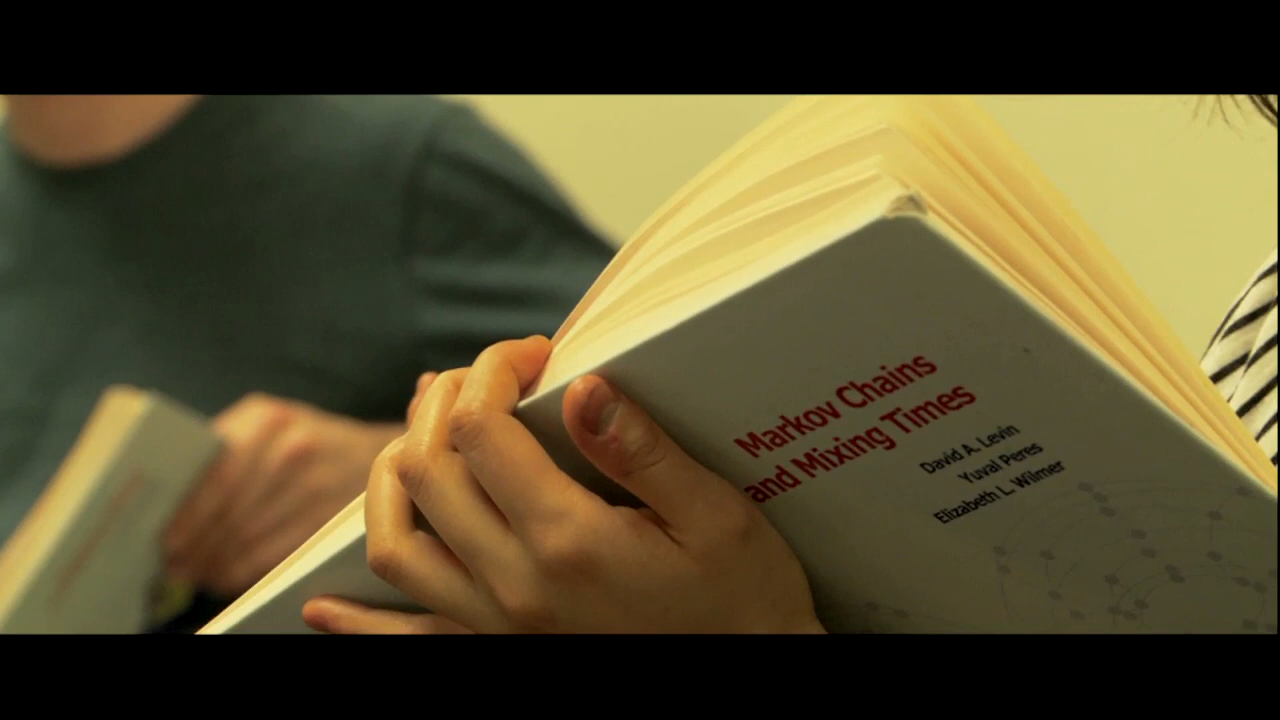 Markov Chains
and Mixing Times
David A. Levin
Yuval Peres
Elizabeth L. Wilmer